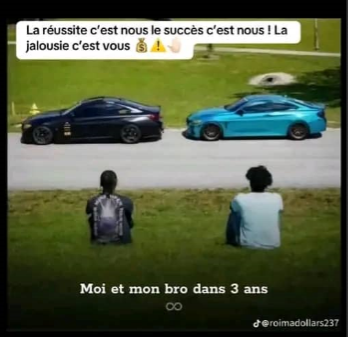 La réussite c'est nous le succès c'est nous ! La
jalousie c'est vous 💰⚠️🤚🏻
Moi et mon bro dans 3 ans
@roimadollars237